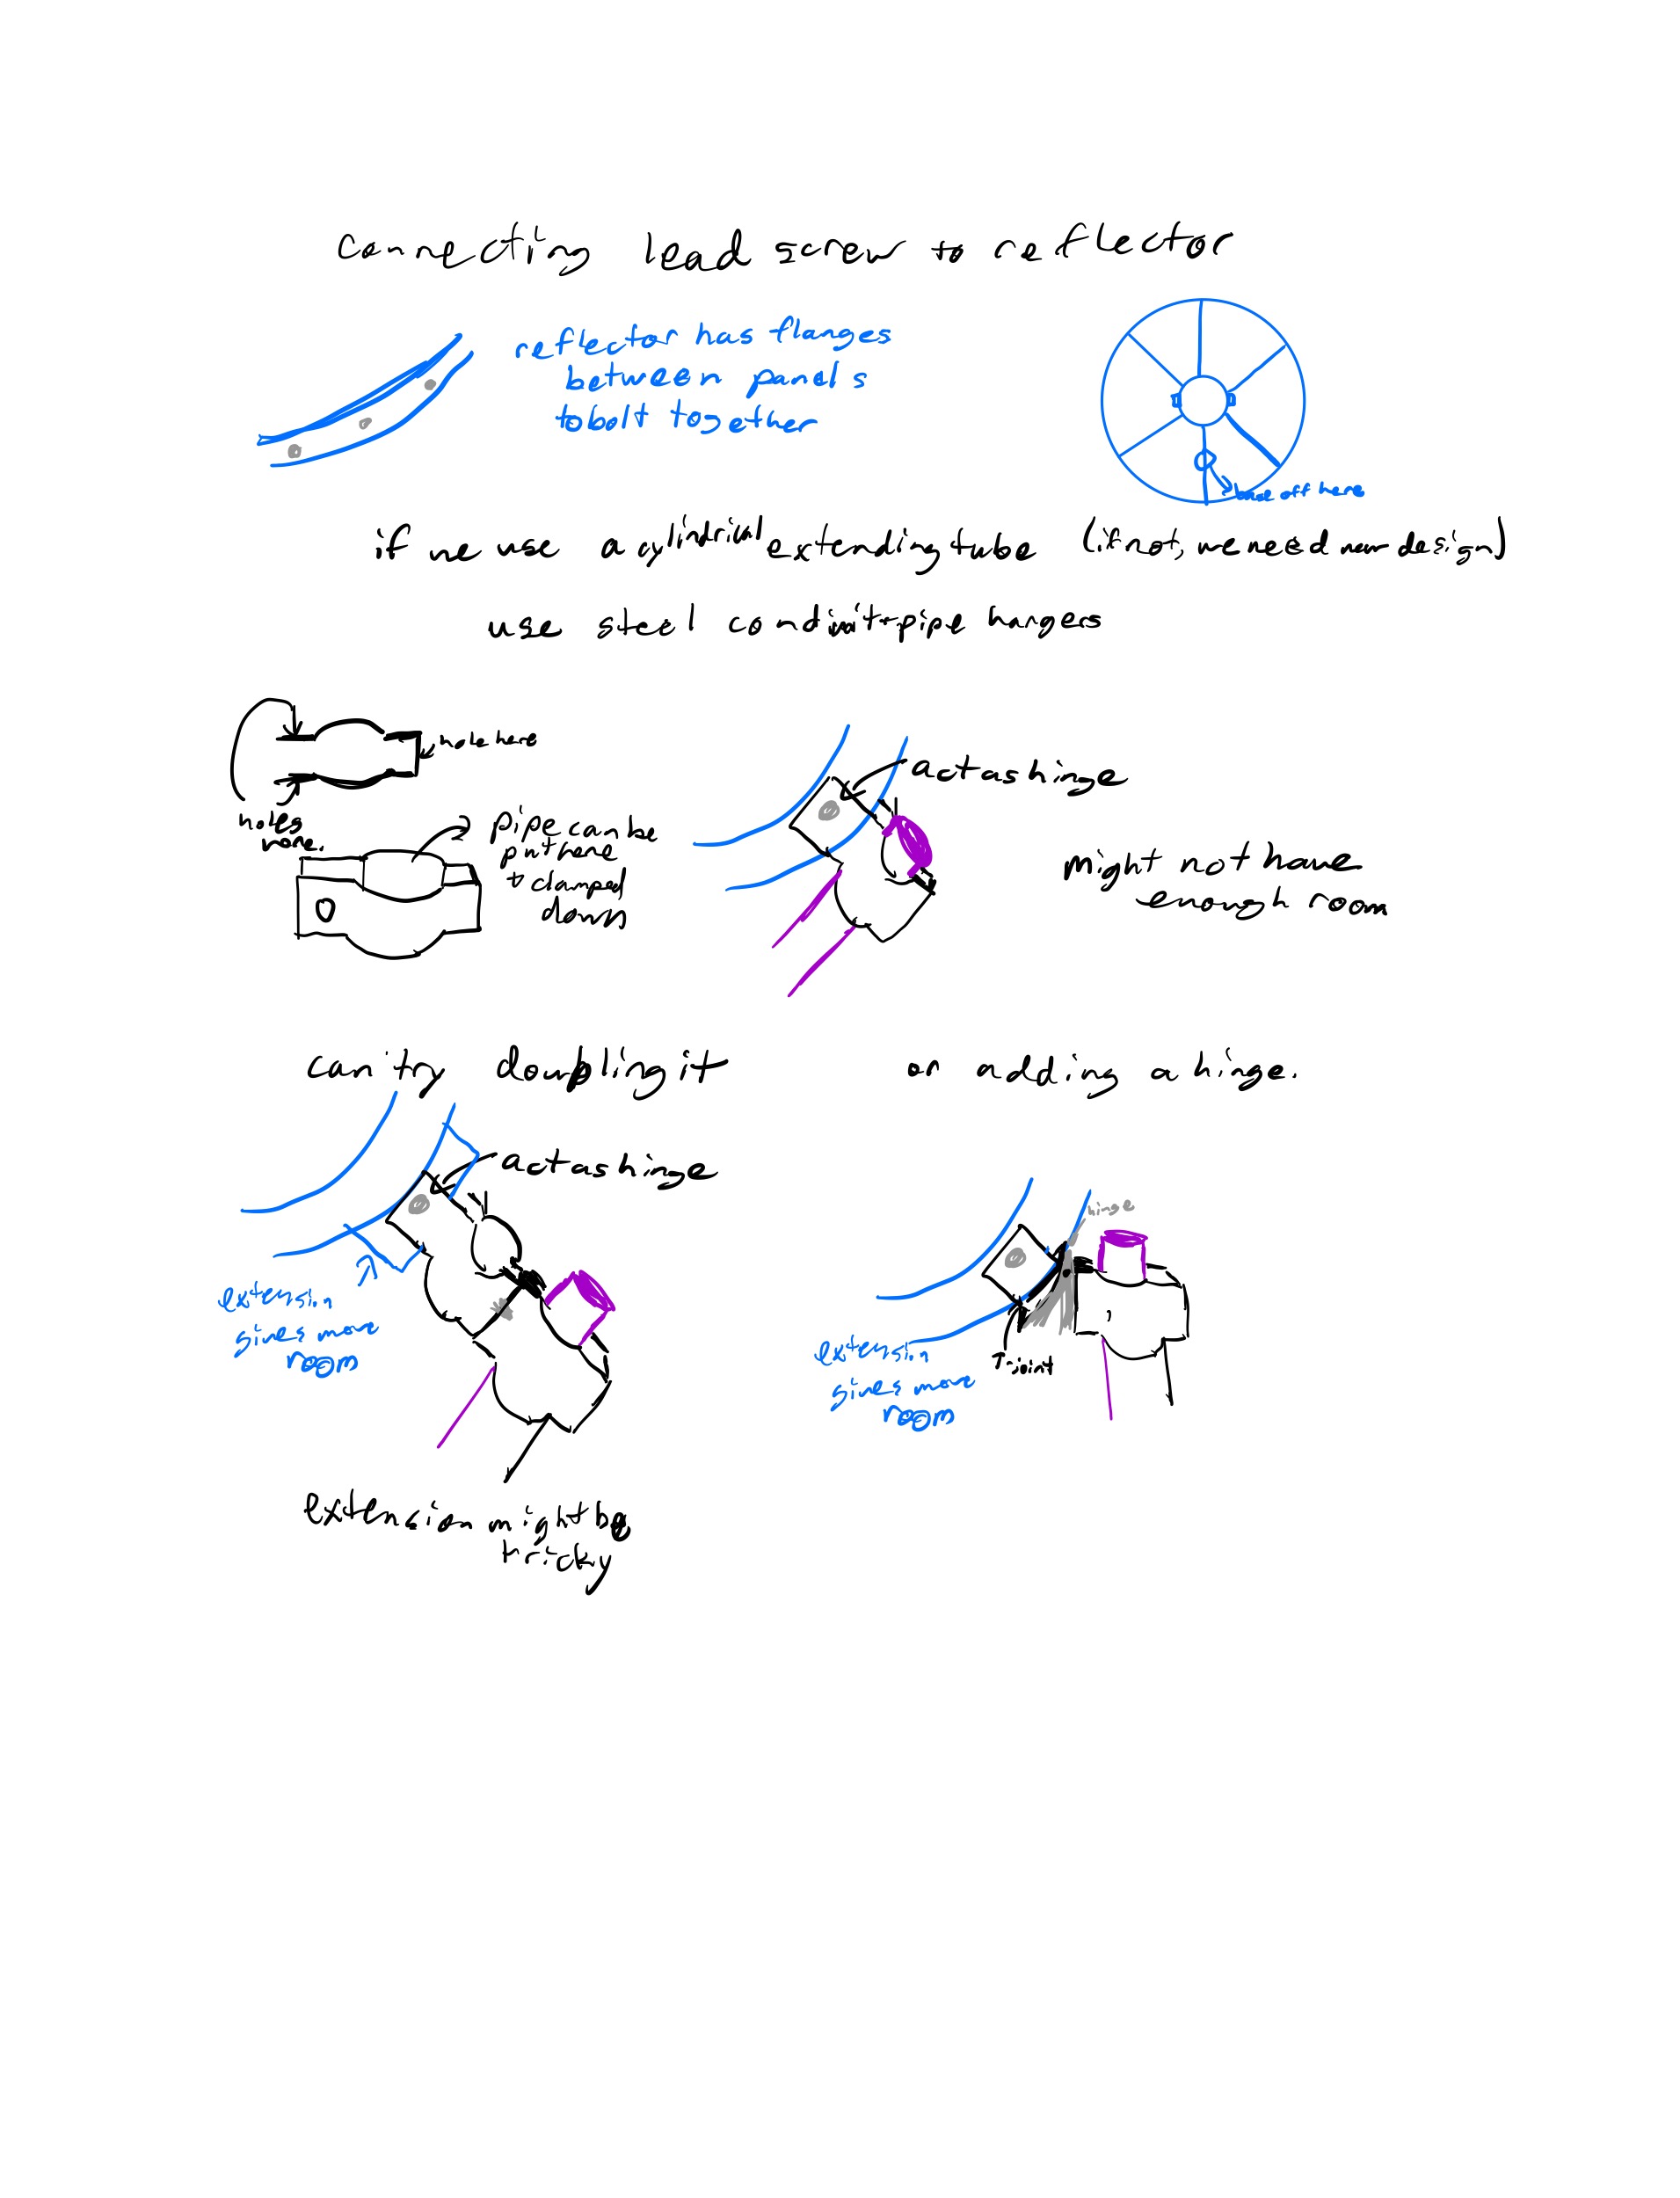 connecting lead screw to reflector
reflector has flanges
between panels
to bolt together
base off here
if we use a cylindrical extending tube (if not, we need new design)
use steel conduit + pipe hangers
hole here
holes
pipe can be
put here
+ clamped
down
act as hinge
might not have
enough room
can try doubling it
or adding a hinge.
act as hinge
hinge
extension
gives more
room
T-joint
extension
gives more
room
extension might be
tricky